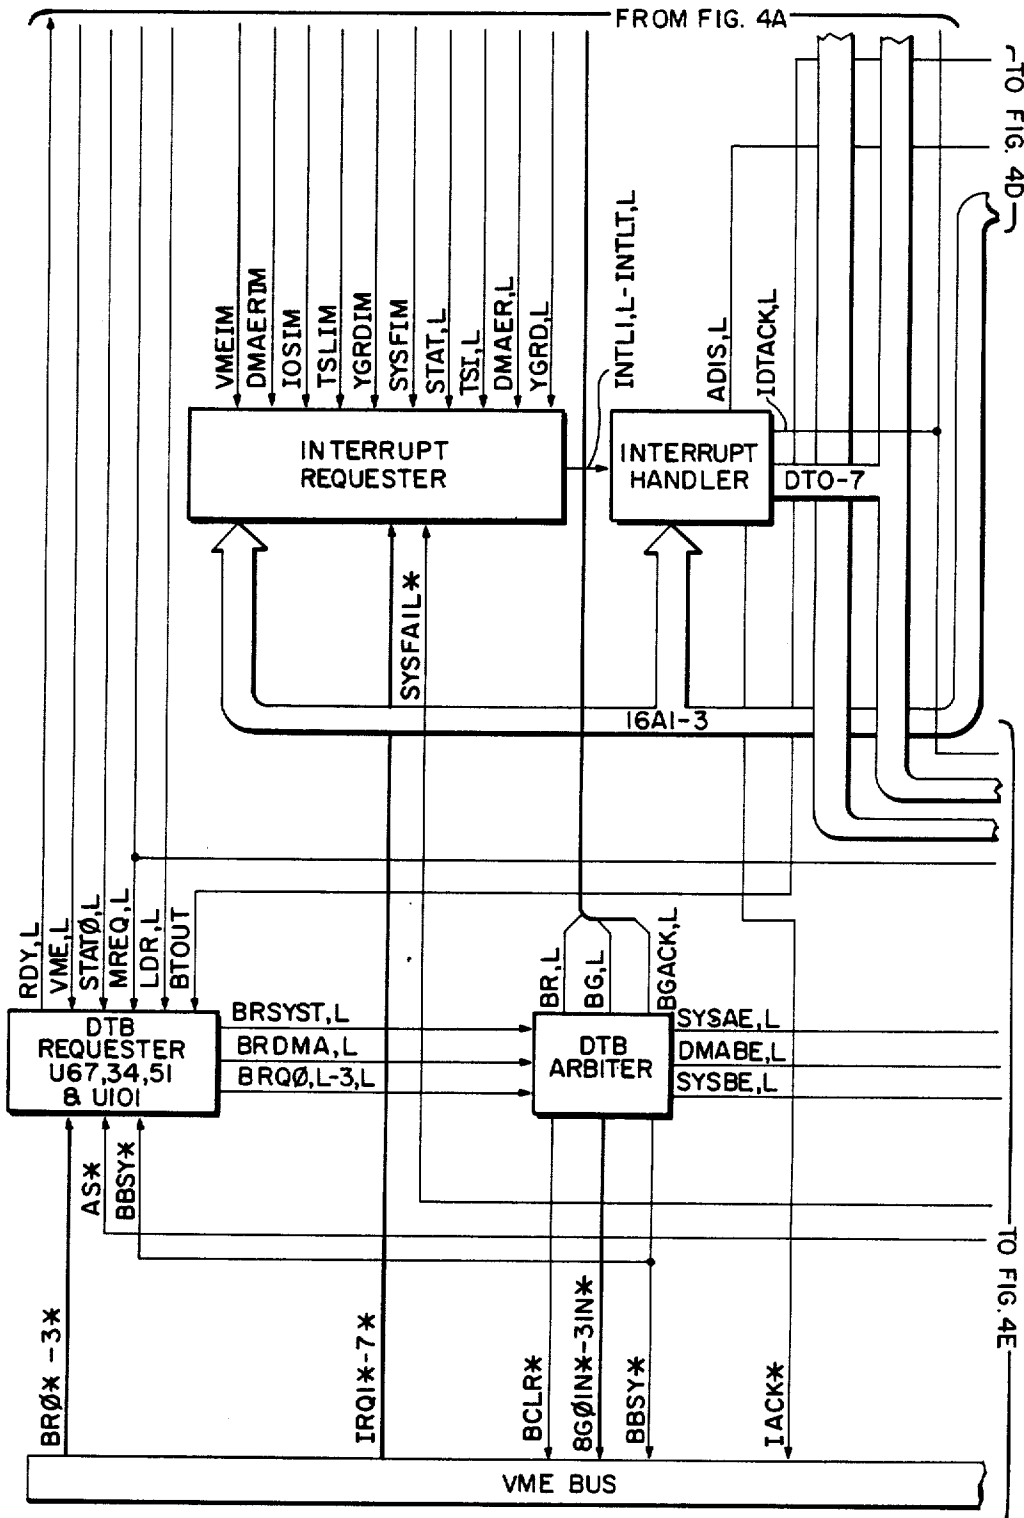 FROM FIG. 4A
TO FIG. 4D
VMEIM
DMAERIM
IOSIM
TSLIM
YGRDIM
SYSFIM
STAT,L
TSI,L
DMAER,L
YGRD,L
INTLI,L-INTLT,L
ADIS,L
IDTACK,L
INTERRUPT
REQUESTER
INTERRUPT
HANDLER
DTO-7
SYSFAIL*
16A1-3
RDY,L
VME,L
STATØ,L
MREQ,L
LDR,L
BTOUT
BR,L
BG,L
BGACK,L
DTB
REQUESTER
U67,34,51
& U101
BRSYST,L
BRDMA,L
BRQØ,L-3,L
DTB
ARBITER
SYSAE,L
DMABE,L
SYSBE,L
AS*
BBSY*
BRØ*-3*
IRQ1*-7*
BCLR*
BGØIN*-3IN*
BBSY*
IACK*
TO FIG.4E
VME BUS